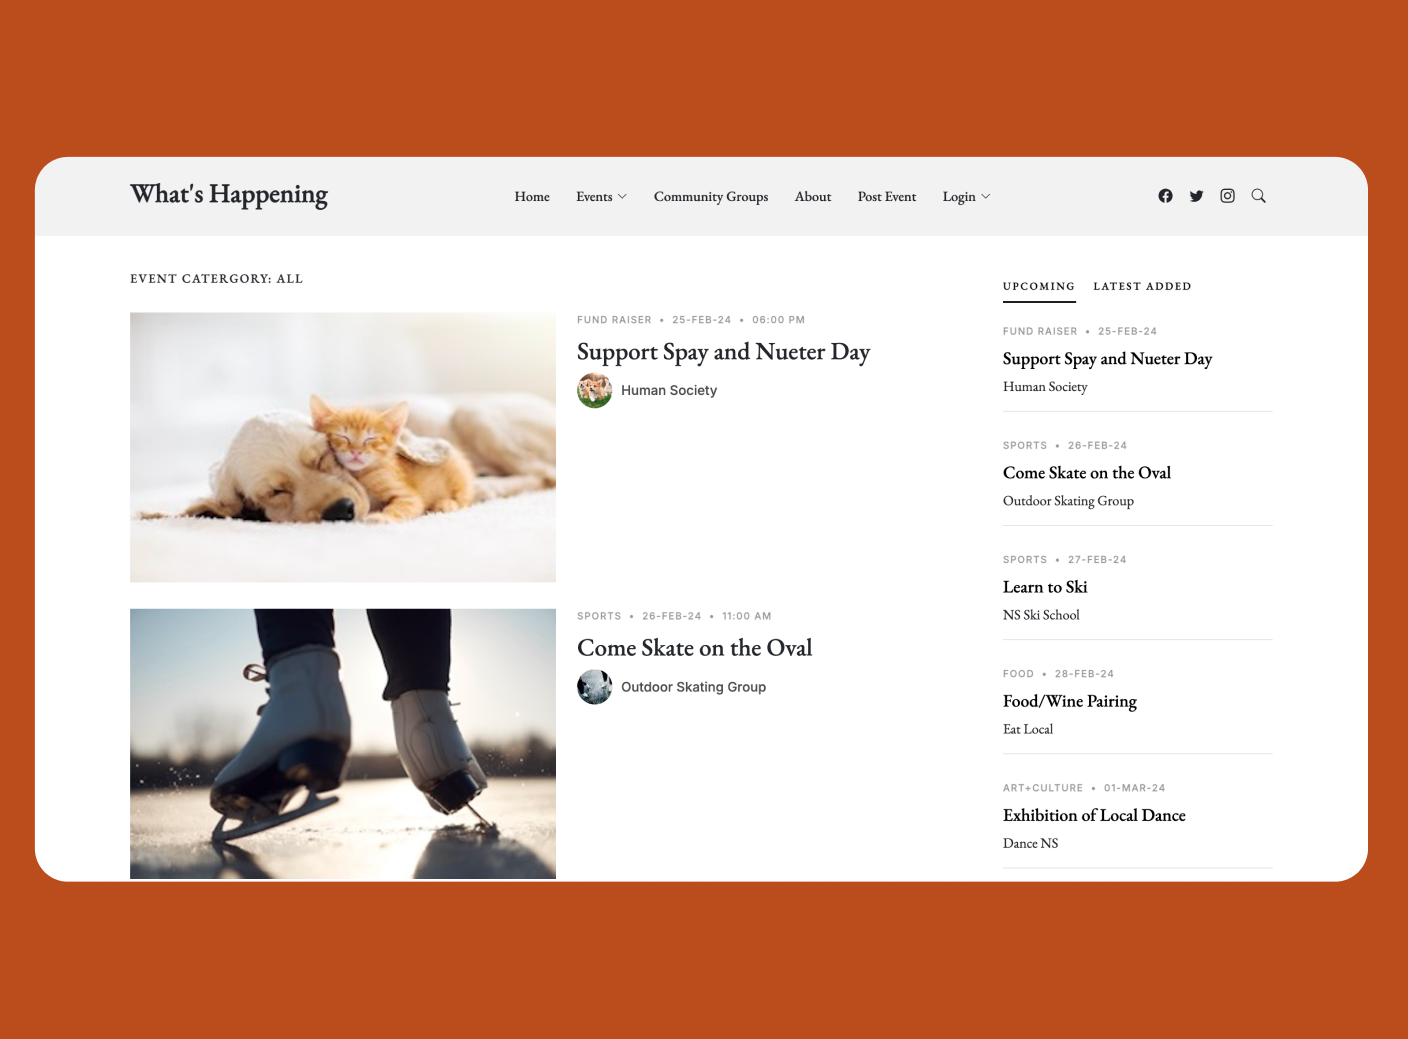 What's Happening
Home Events Community Groups About Post Event Login
EVENT CATERGORY: ALL
FUND RAISER • 25-FEB-24 • 06:00 PM
Support Spay and Nueter Day
Human Society
SPORTS • 26-FEB-24 • 11:00 AM
Come Skate on the Oval
Outdoor Skating Group
UPCOMING LATEST ADDED
FUND RAISER • 25-FEB-24
Support Spay and Nueter Day
Human Society
SPORTS • 26-FEB-24
Come Skate on the Oval
Outdoor Skating Group
SPORTS • 27-FEB-24
Learn to Ski
NS Ski School
FOOD • 28-FEB-24
Food/Wine Pairing
Eat Local
ART+CULTURE • 01-MAR-24
Exhibition of Local Dance
Dance NS